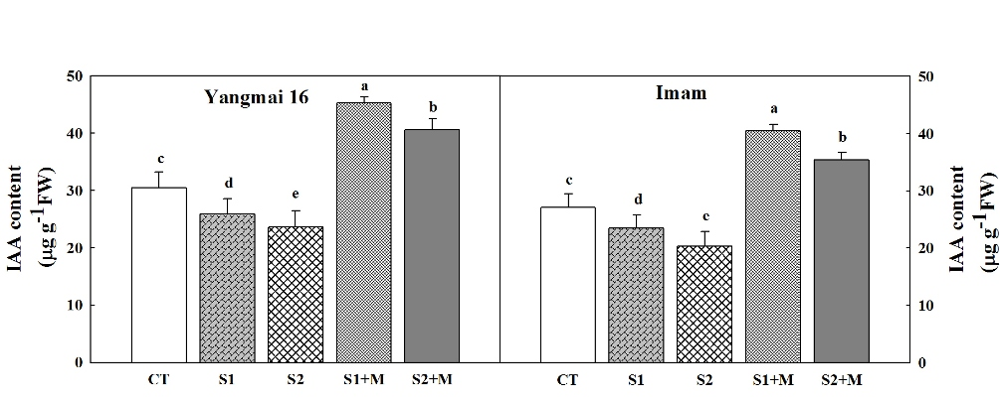 50
Yangmai 16
a
b
c
d
e
40
30
20
10
0
IAA content
(µg g-1FW)
CT S1 S2 S1+M S2+M
Imam
a
b
c
d
e
50
40
30
20
10
0
IAA content
(µg g-1FW)
CT S1 S2 S1+M S2+M